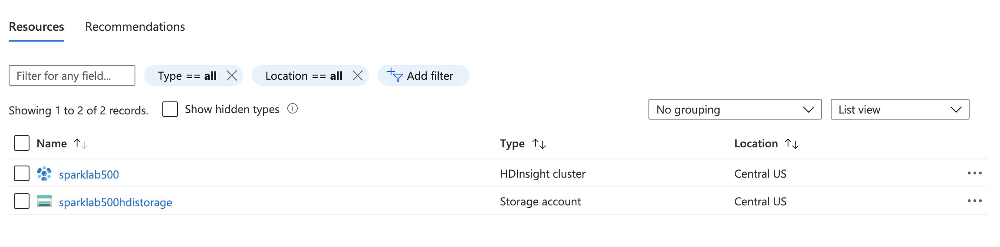 Resources Recommendations
Filter for any field... Type == all Location == all Add filter
Showing 1 to 2 of 2 records. Show hidden types No grouping List view
Name Type Location
sparklab500 HDInsight cluster Central US
sparklab500hdistorage Storage account Central US